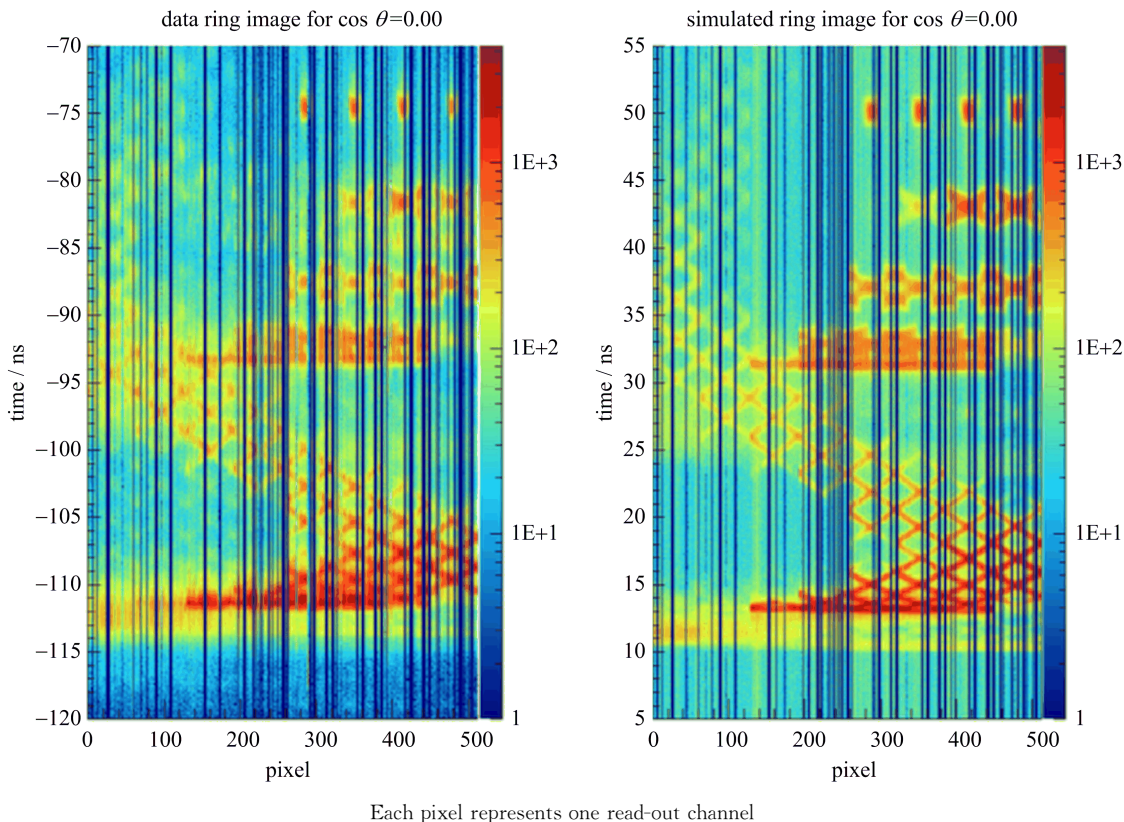 data ring image for cos θ=0.00
−70
−75
−80
−85
−90
−95
−100
−105
−110
−115
−120
time / ns
0 100 200 300 400 500
pixel
1E+3
1E+2
1E+1
1
simulated ring image for cos θ=0.00
55
50
45
40
35
30
25
20
15
10
5
time / ns
0 100 200 300 400 500
pixel
1E+3
1E+2
1E+1
1
Each pixel represents one read-out channel